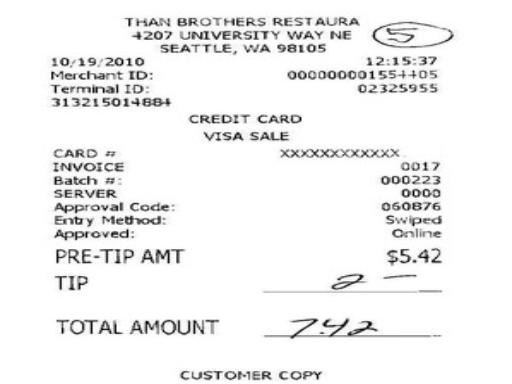 THAN BROTHERS RESTAURA
4207 UNIVERSITY WAY NE
5
SEATTLE, WA 98105
10/19/2010 12:15:37
Merchant ID: 000000001554405
Terminal ID: 02325955
313215014884
CREDIT CARD
VISA SALE
CARD #: XXXXXXXXXXXX
INVOICE 0017
Batch #: 000223
SERVER 0000
Approval Code: 060876
Entry Method: Swiped
Approved: Online
PRE-TIP AMT $5.42
TIP 2 —
TOTAL AMOUNT 7.42
CUSTOMER COPY